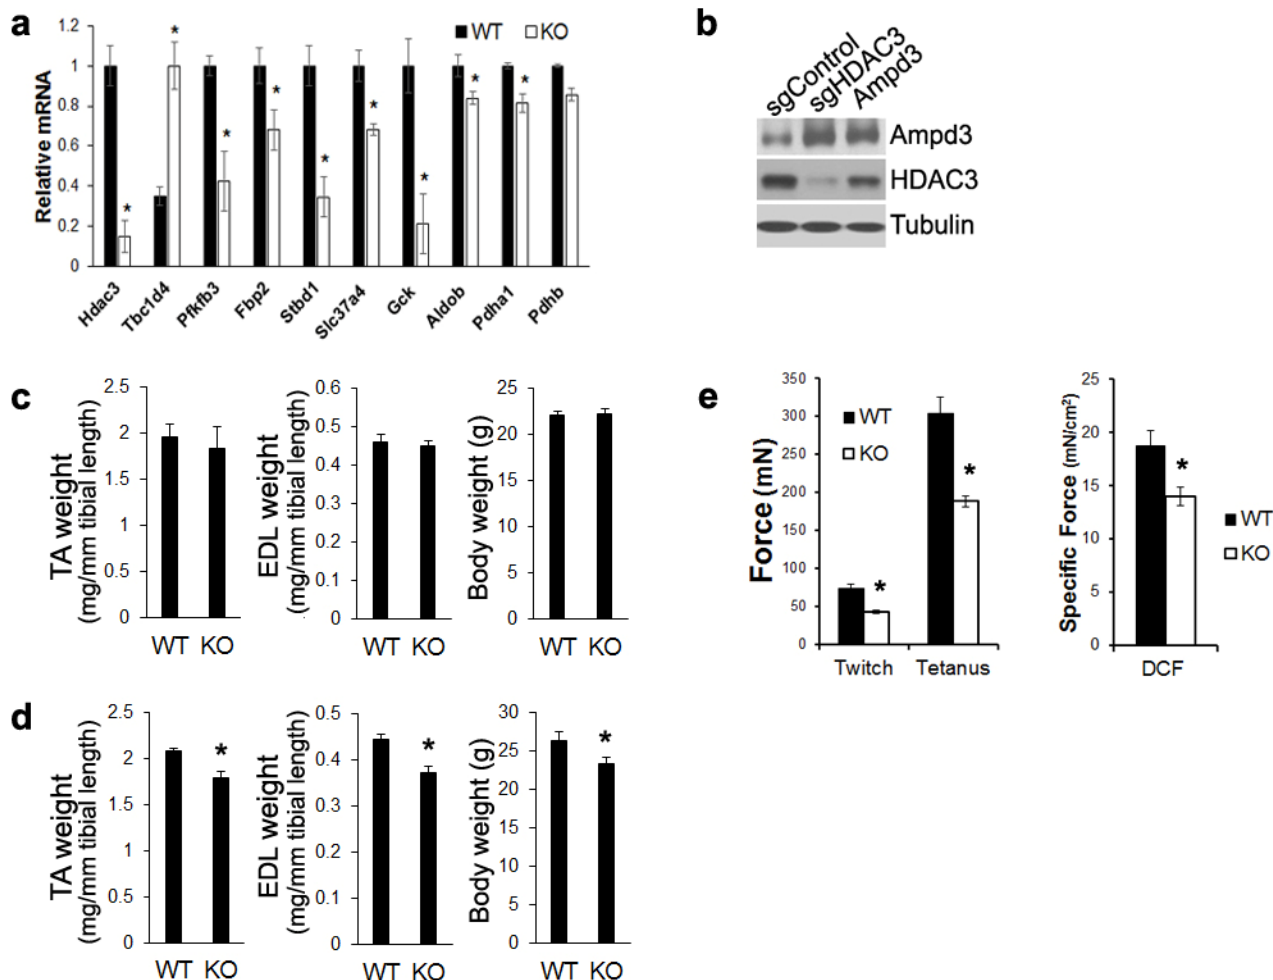 a
WT KO
Relative mRNA
1.2
1
0.8
0.6
0.4
0.2
0
* * * * * * * * *
Hdac3 Tbc1d4 Pfkfb3 Fbp2 Stbd1 Slc37a4 Gck Aldob Pdha1 Pdhb
b
sgControl sgHDAC3 Ampd3
Ampd3
HDAC3
Tubulin
c
TA weight
(mg/mm tibial length)
2.5
2
1.5
1
0.5
0
WT KO
EDL weight
(mg/mm tibial length)
0.6
0.5
0.4
0.3
0.2
0.1
0
WT KO
Body weight (g)
25
20
15
10
5
0
WT KO
d
TA weight
(mg/mm tibial length)
2.5
2
1.5
1
0.5
0
*
WT KO
EDL weight
(mg/mm tibial length)
0.5
0.4
0.3
0.2
0.1
0
*
WT KO
Body weight (g)
30
25
20
15
10
5
0
*
WT KO
e
Force (mN)
350
300
250
200
150
100
50
0
WT
KO
* *
Twitch Tetanus
Specific Force (mN/cm²)
25
20
15
10
5
0
*
DCF
WT
KO